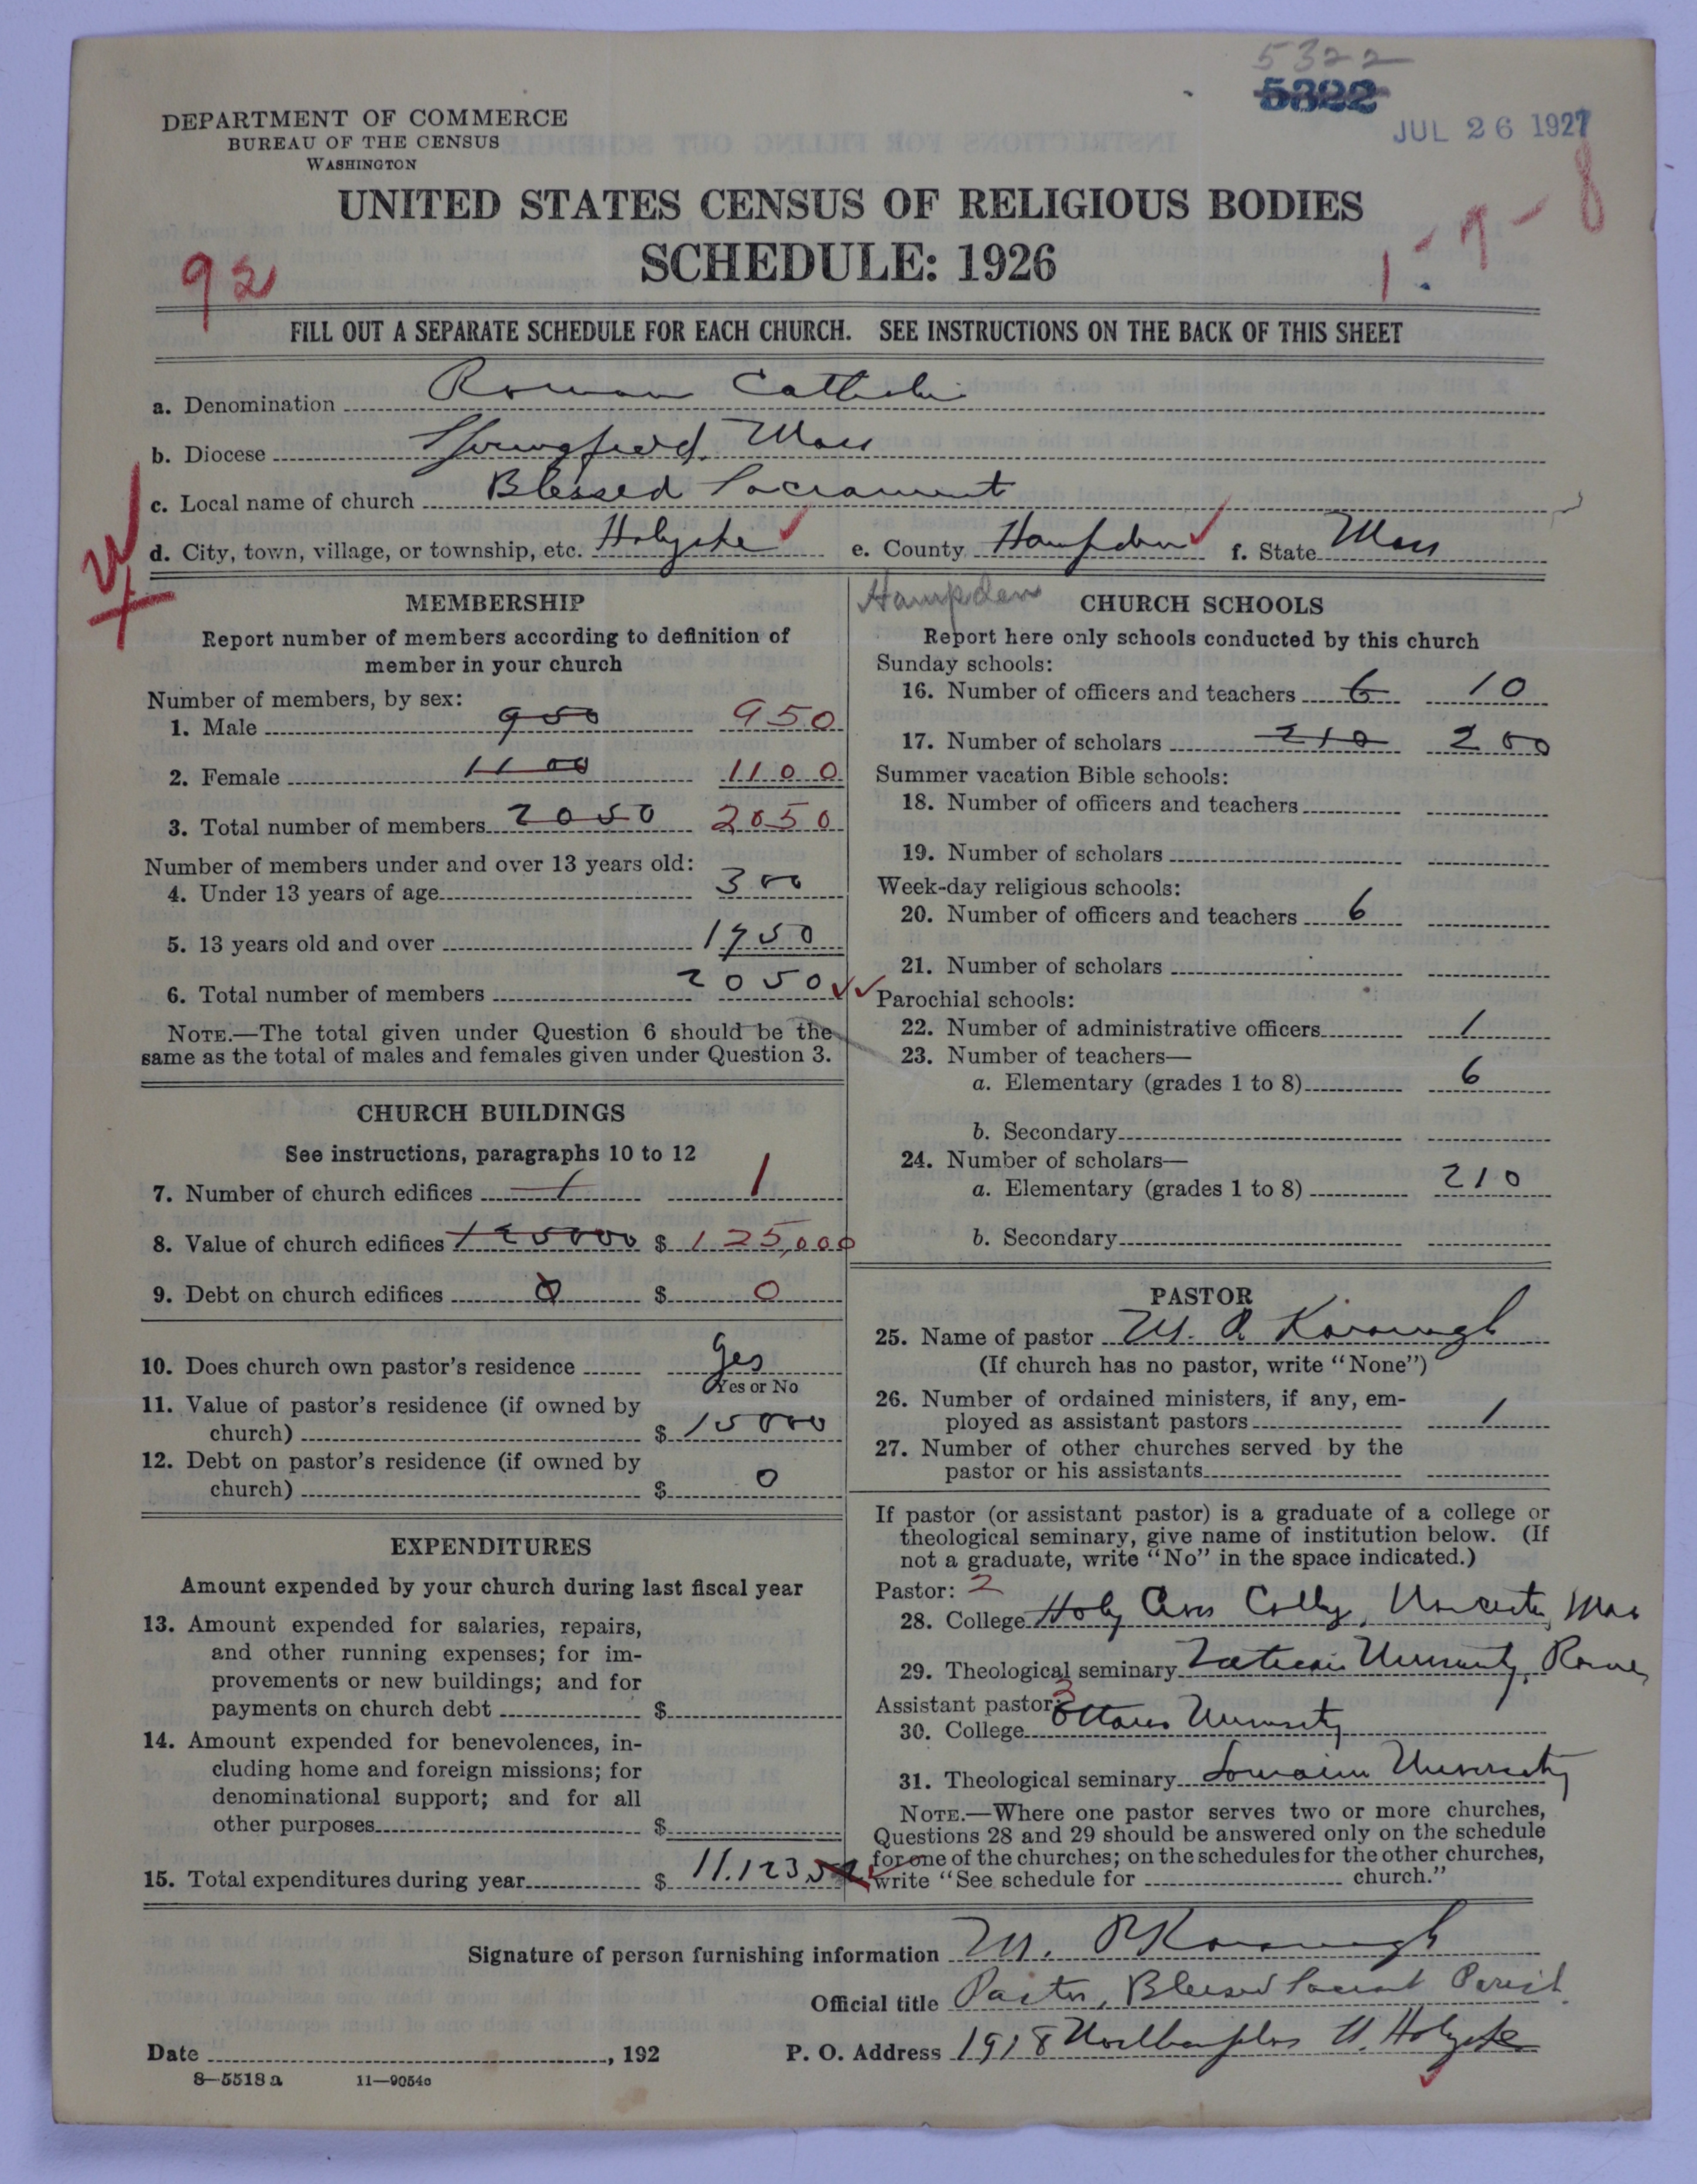 5322
5322
JUL 26 1927
DEPARTMENT OF COMMERCE
BUREAU OF THE CENSUS
WASHINGTON
UNITED STATES CENSUS OF RELIGIOUS BODIES
SCHEDULE: 1926
92
1-7-8
FILL OUT A SEPARATE SCHEDULE FOR EACH CHURCH. SEE INSTRUCTIONS ON THE BACK OF THIS SHEET
a. Denomination Roman Catholic
b. Diocese Springfield, Mass
c. Local name of church Blessed Sacrament
d. City, town, village, or township, etc. Holyoke e. County Hampden f. State Mass
Hampden
MEMBERSHIP
Report number of members according to definition of
member in your church
Number of members, by sex:
1. Male 950 950
2. Female 1100 1100
3. Total number of members 2050 2050
Number of members under and over 13 years old:
4. Under 13 years of age 300
5. 13 years old and over 1750
6. Total number of members 2050
NOTE.—The total given under Question 6 should be the
same as the total of males and females given under Question 3.
CHURCH BUILDINGS
See instructions, paragraphs 10 to 12
7. Number of church edifices 1 1
8. Value of church edifices 125000 $ 125,000
9. Debt on church edifices 0 $ 0
10. Does church own pastor's residence yes
Yes or No
11. Value of pastor's residence (if owned by
church) $ 15000
12. Debt on pastor's residence (if owned by
church) $ 0
EXPENDITURES
Amount expended by your church during last fiscal year
13. Amount expended for salaries, repairs,
and other running expenses; for im-
provements or new buildings; and for
payments on church debt $
14. Amount expended for benevolences, in-
cluding home and foreign missions; for
denominational support; and for all
other purposes $
15. Total expenditures during year $ 11.123
CHURCH SCHOOLS
Report here only schools conducted by this church
Sunday schools:
16. Number of officers and teachers 6 10
17. Number of scholars 210 200
Summer vacation Bible schools:
18. Number of officers and teachers
19. Number of scholars
Week-day religious schools:
20. Number of officers and teachers 6
21. Number of scholars
Parochial schools:
22. Number of administrative officers 1
23. Number of teachers—
a. Elementary (grades 1 to 8) 6
b. Secondary
24. Number of scholars—
a. Elementary (grades 1 to 8) 210
b. Secondary
PASTOR
25. Name of pastor M. R
(If church has no pastor, write "None")
26. Number of ordained ministers, if any, em-
ployed as assistant pastors 1
27. Number of other churches served by the
pastor or his assistants
If pastor (or assistant pastor) is a graduate of a college or
theological seminary, give name of institution below. (If
not a graduate, write "No" in the space indicated.)
Pastor: 2
28. College Holy Cross College, Worcester, Mass
29. Theological seminary University, Rome
Assistant pastor: 3
30. College Ottawa University
31. Theological seminary University
NOTE.—Where one pastor serves two or more churches,
Questions 28 and 29 should be answered only on the schedule
for one of the churches; on the schedules for the other churches,
write "See schedule for church."
Signature of person furnishing information M. R
Official title Pastor, Blessed Sacrament Parish
Date , 192 P. O. Address 1918 Northampton Holyoke
8—5518a 11—9054c